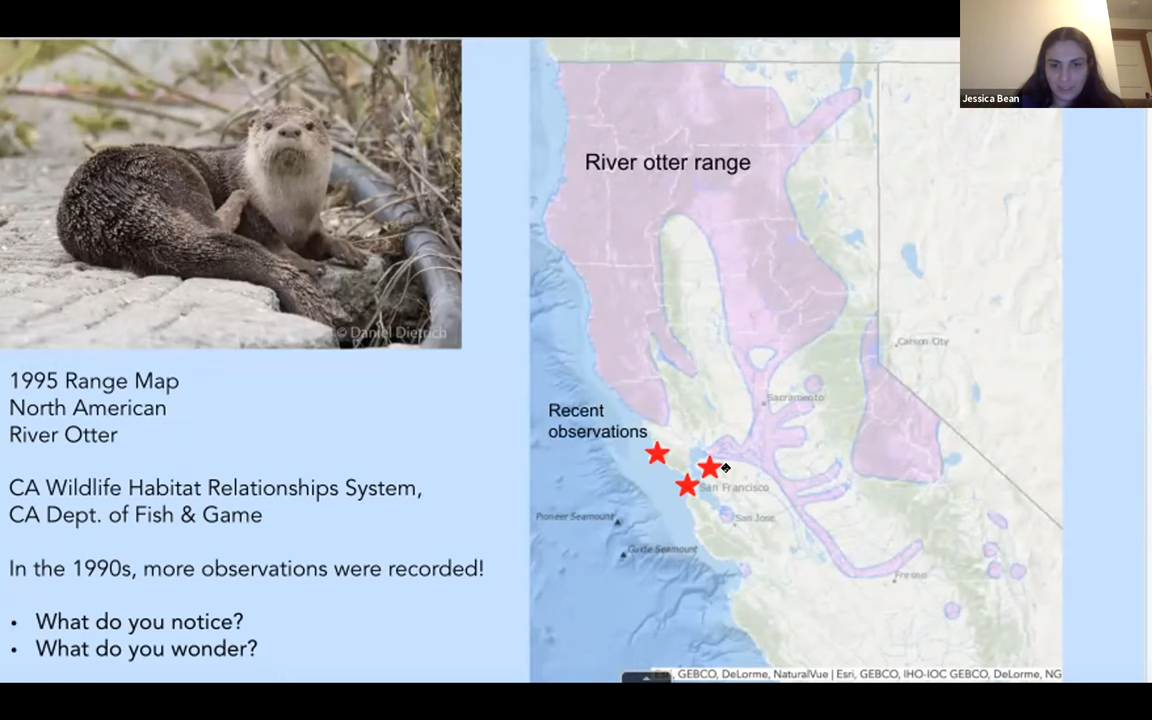 Jessica Bean
© Daniel Dietrich
River otter range
Carson City
Sacramento
Recent
observations
San Francisco
Pioneer Seamount
San Jose
Guide Seamount
Fresno
1995 Range Map
North American
River Otter
CA Wildlife Habitat Relationships System,
CA Dept. of Fish & Game
In the 1990s, more observations were recorded!
• What do you notice?
• What do you wonder?
Esri, GEBCO, DeLorme, NaturalVue | Esri, GEBCO, IHO-IOC GEBCO, DeLorme, NG